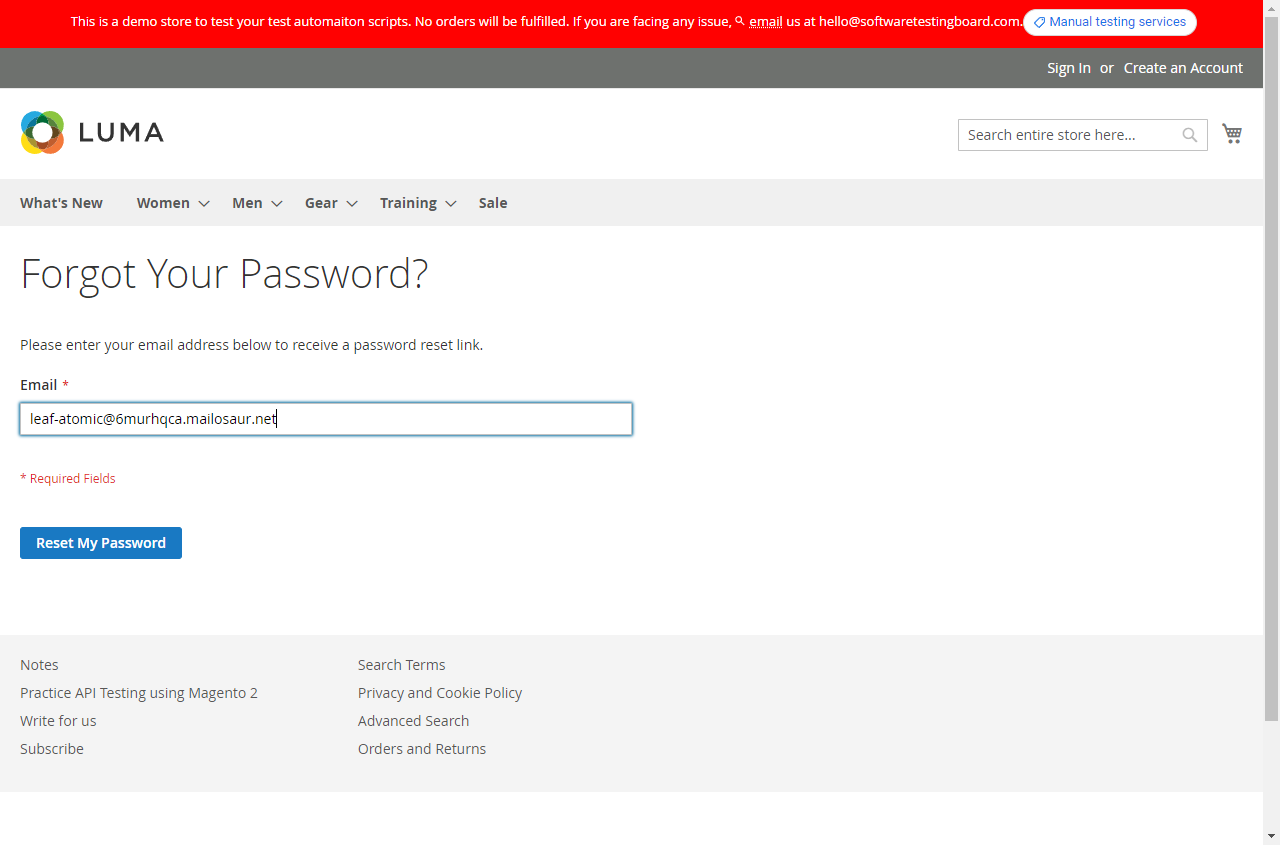 This is a demo store to test your test automaiton scripts. No orders will be fulfilled. If you are facing any issue, email us at hello@softwaretestingboard.com. Manual testing services
Sign In or Create an Account
LUMA
Search entire store here...
What's New Women Men Gear Training Sale
Forgot Your Password?
Please enter your email address below to receive a password reset link.
Email *
leaf-atomic@6murhqca.mailosaur.net
* Required Fields
Reset My Password
Notes
Practice API Testing using Magento 2
Write for us
Subscribe
Search Terms
Privacy and Cookie Policy
Advanced Search
Orders and Returns